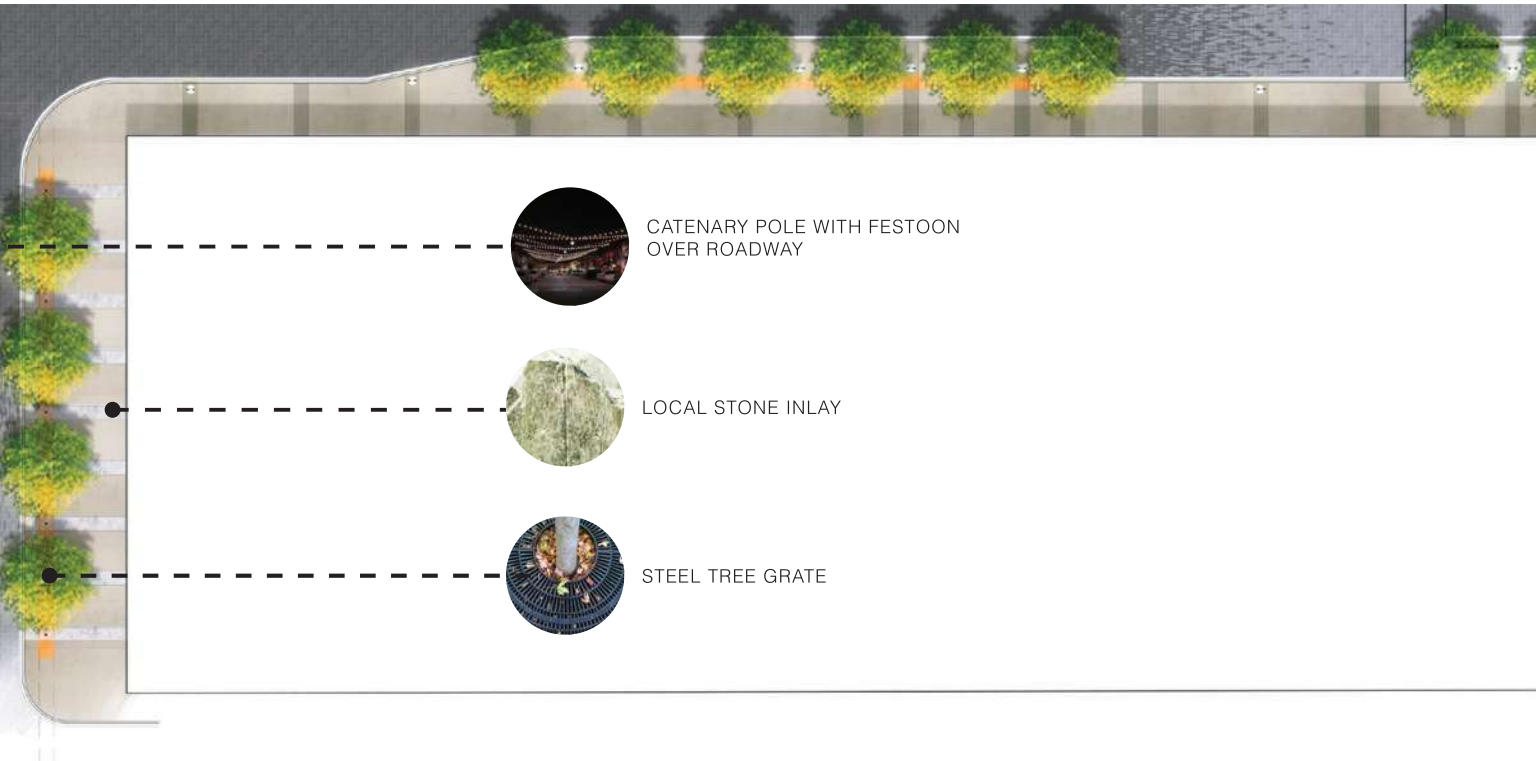 CATENARY POLE WITH FESTOON
OVER ROADWAY
LOCAL STONE INLAY
STEEL TREE GRATE